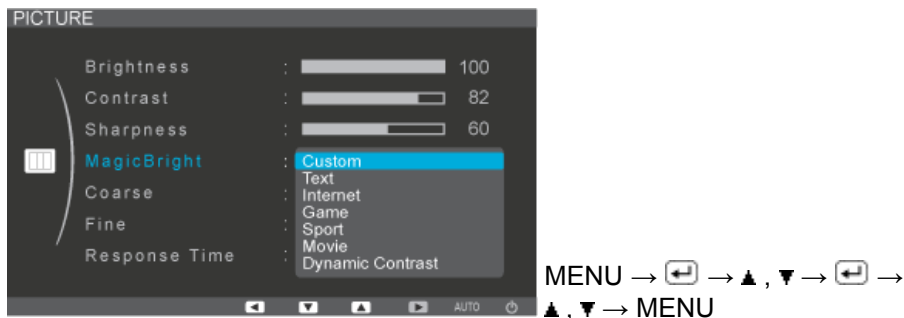 PICTURE
Brightness : 100
Contrast : 82
Sharpness : 60
MagicBright : Custom
Text
Coarse : Internet
Game
Fine : Sport
Movie
Response Time : Dynamic Contrast
AUTO
MENU → ↵ → ▲ , ▼ → ↵ →
▲ , ▼ → MENU